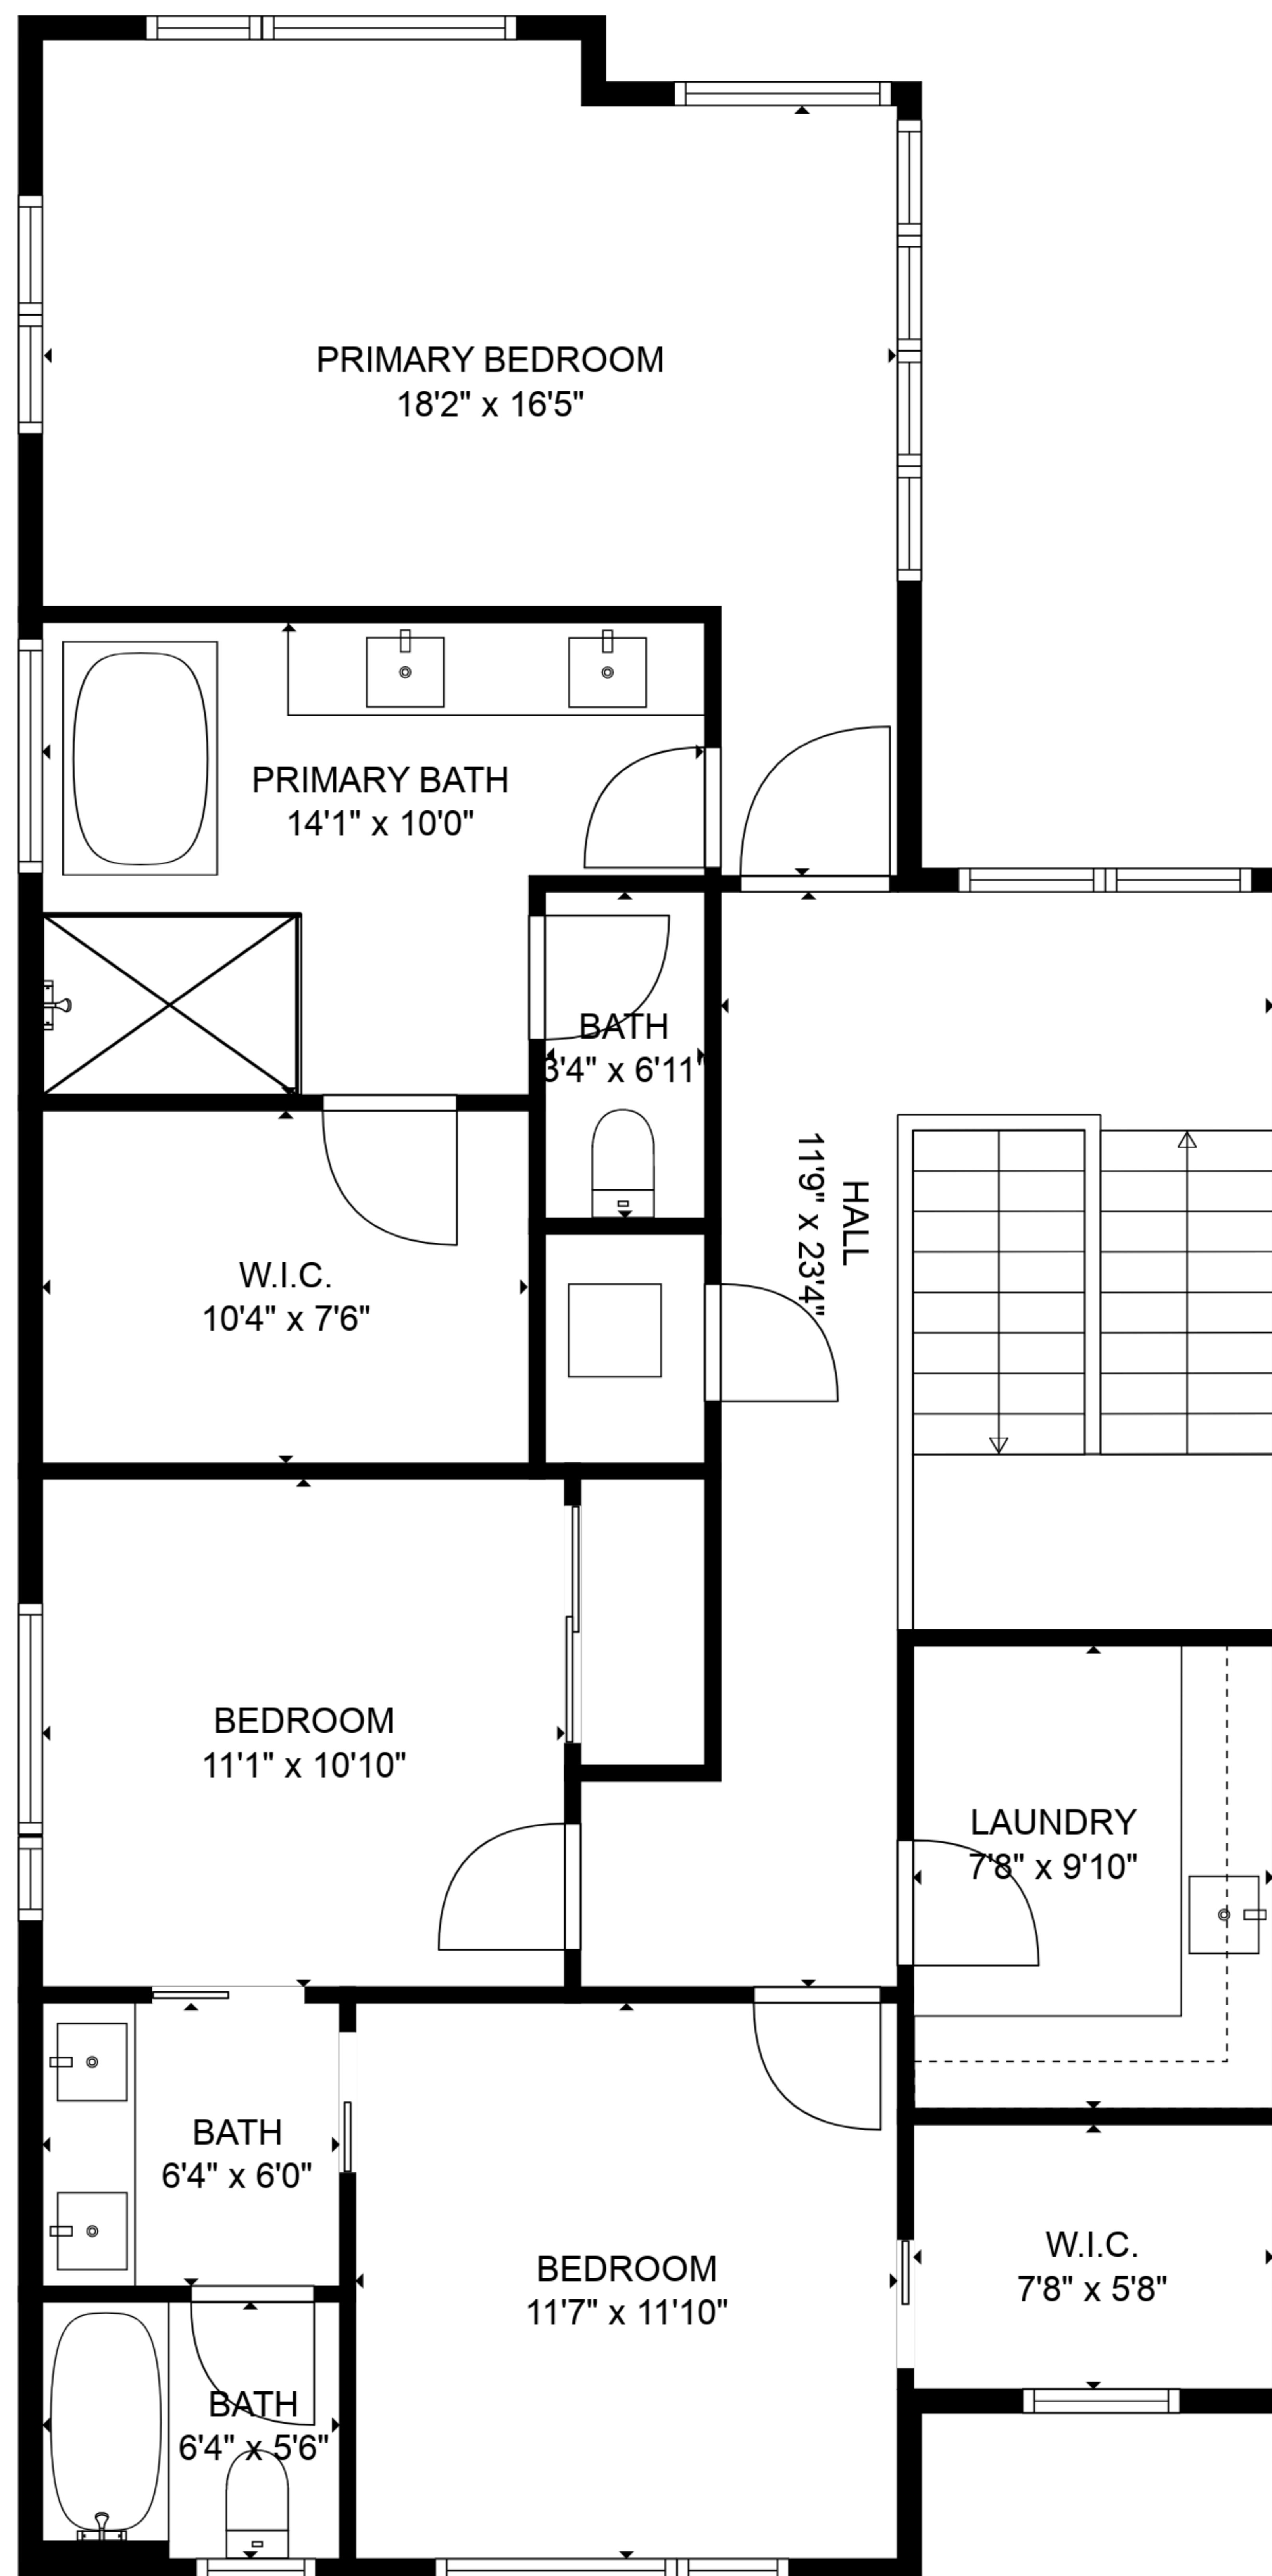 PRIMARY BEDROOM
18'2" x 16'5"
PRIMARY BATH
14'1" x 10'0"
BATH
3'4" x 6'11"
HALL
11'9" x 23'4"
W.I.C.
10'4" x 7'6"
BEDROOM
11'1" x 10'10"
LAUNDRY
7'8" x 9'10"
BATH
6'4" x 6'0"
W.I.C.
7'8" x 5'8"
BEDROOM
11'7" x 11'10"
BATH
6'4" x 5'6"